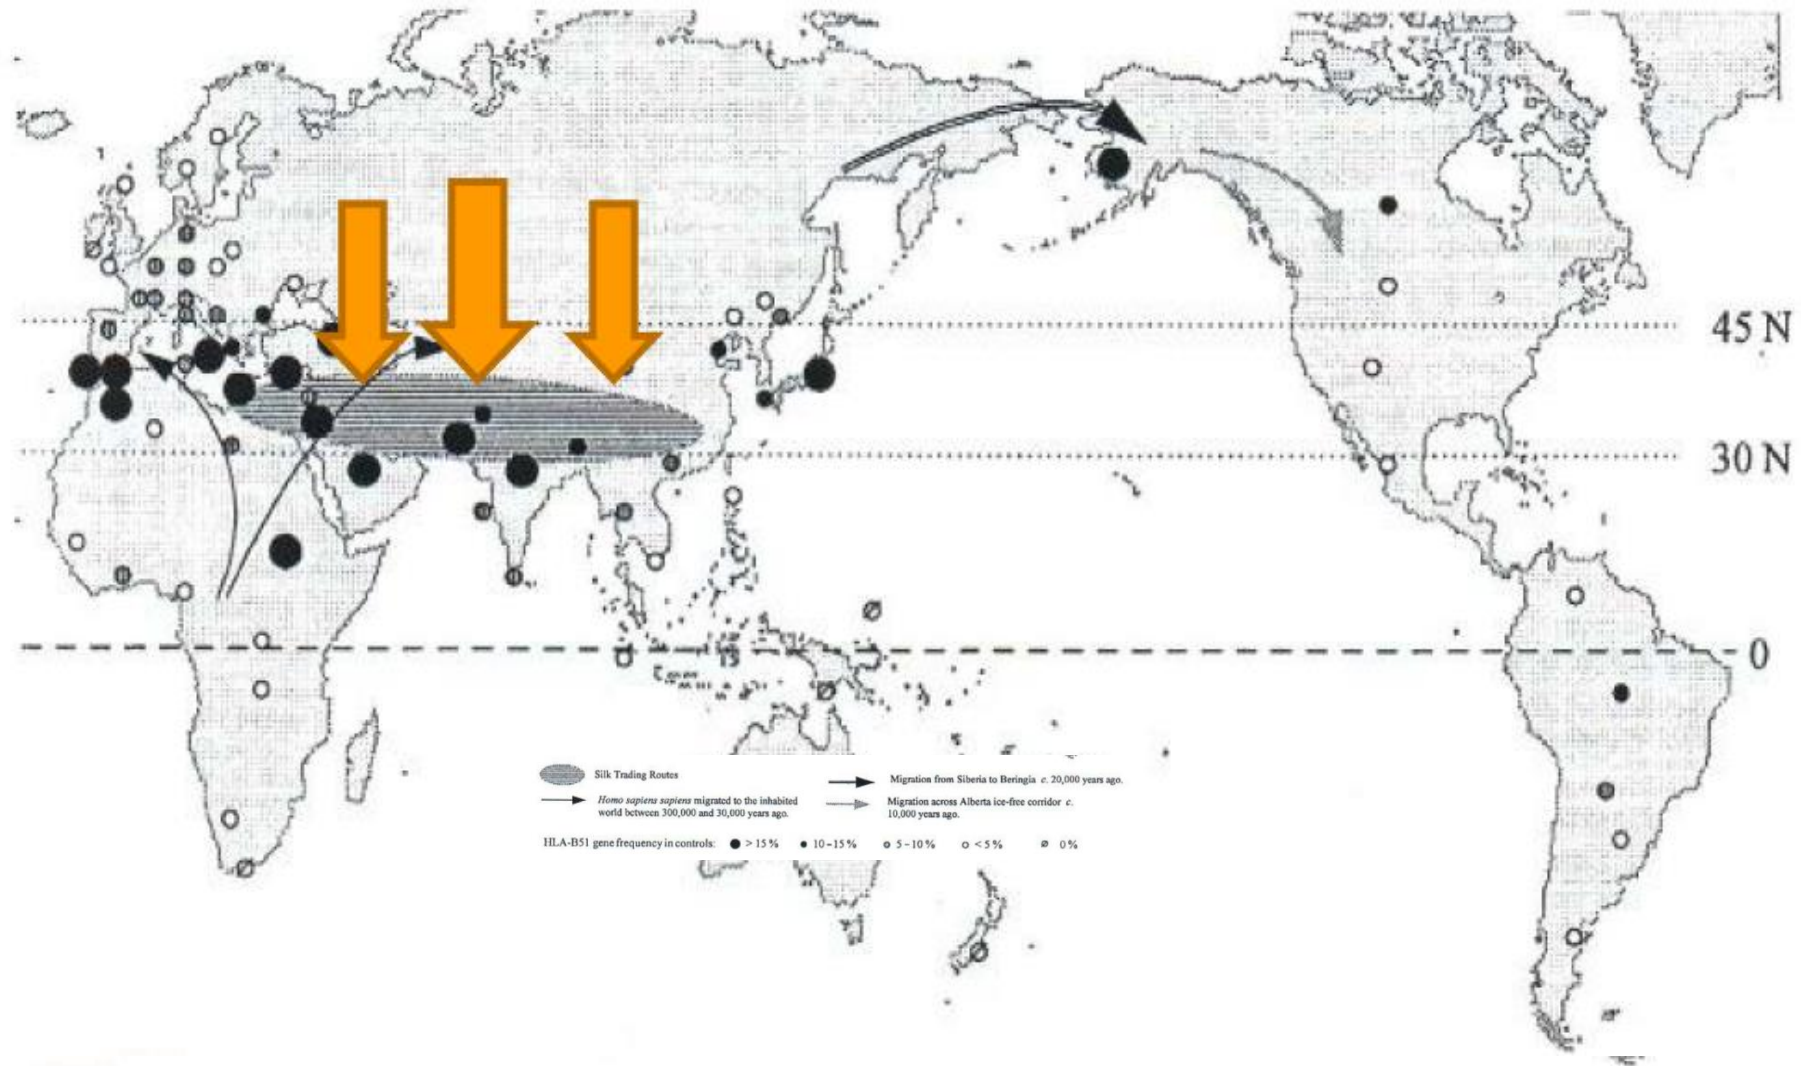 45 N
30 N
0
Silk Trading Routes
Homo sapiens sapiens migrated to the inhabited
world between 300,000 and 30,000 years ago.
Migration from Siberia to Beringia c. 20,000 years ago.
Migration across Alberta ice-free corridor c.
10,000 years ago.
HLA-B51 gene frequency in controls: > 15 % 10-15 % 5-10 % < 5 % 0 %